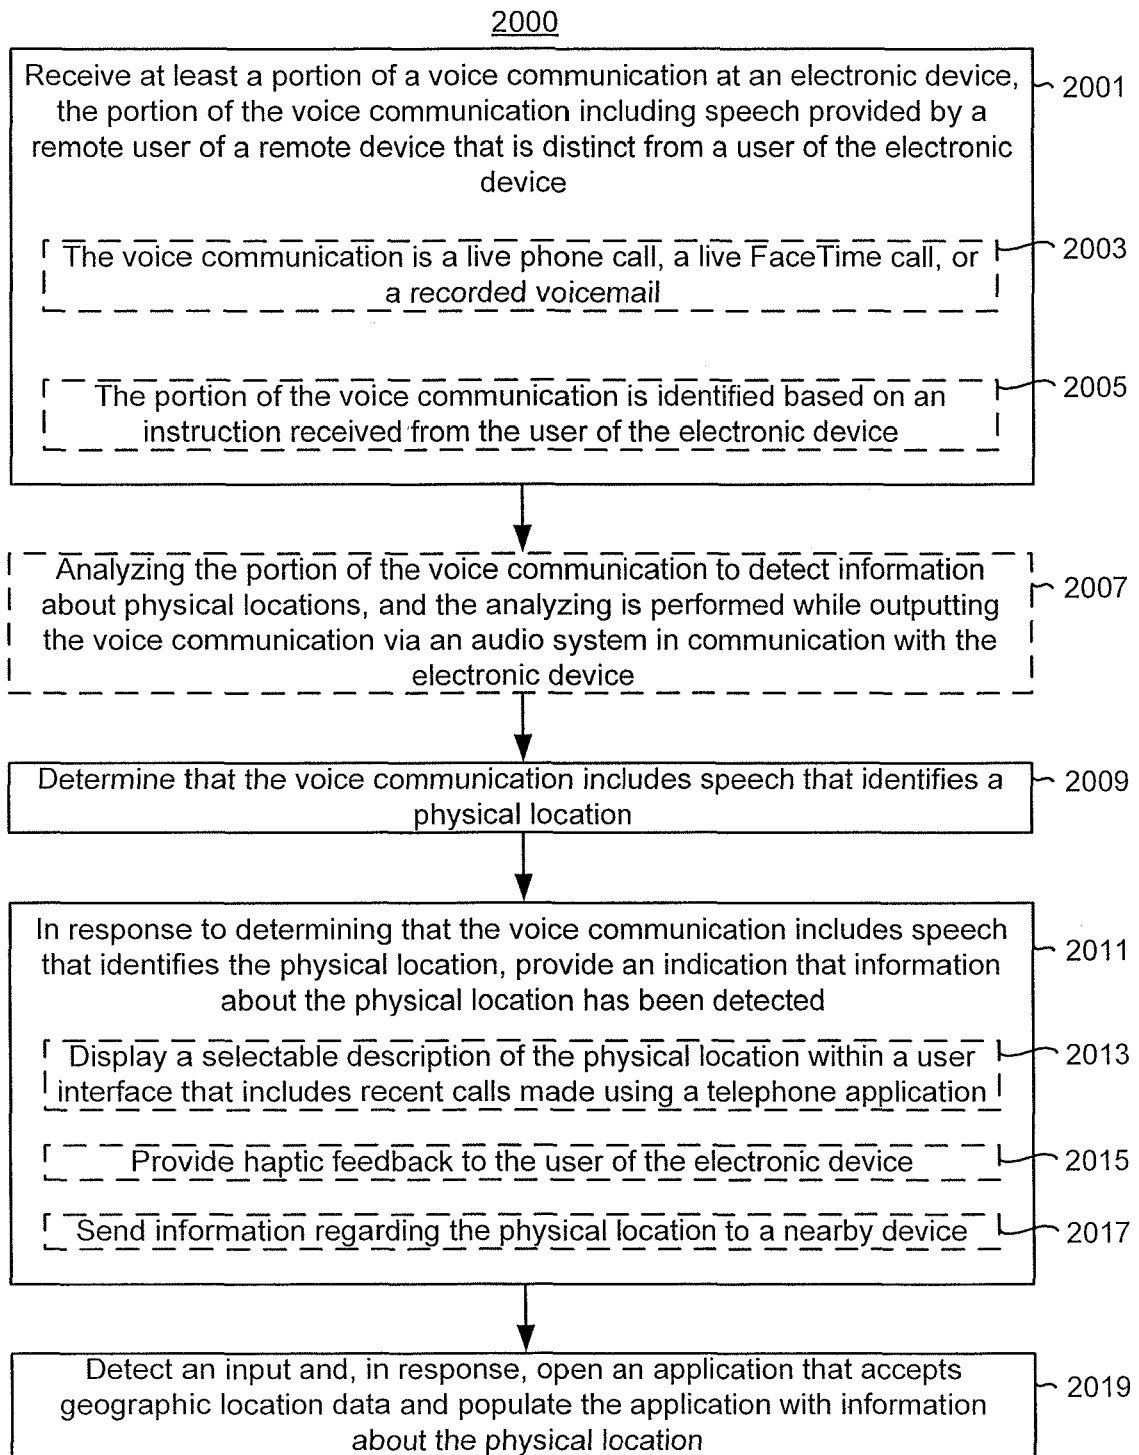 2000
Receive at least a portion of a voice communication at an electronic device,
the portion of the voice communication including speech provided by a
remote user of a remote device that is distinct from a user of the electronic
device
2001
The voice communication is a live phone call, a live FaceTime call, or
a recorded voicemail
2003
The portion of the voice communication is identified based on an
instruction received from the user of the electronic device
2005
Analyzing the portion of the voice communication to detect information
about physical locations, and the analyzing is performed while outputting
the voice communication via an audio system in communication with the
electronic device
2007
Determine that the voice communication includes speech that identifies a
physical location
2009
In response to determining that the voice communication includes speech
that identifies the physical location, provide an indication that information
about the physical location has been detected
2011
Display a selectable description of the physical location within a user
interface that includes recent calls made using a telephone application
2013
Provide haptic feedback to the user of the electronic device
2015
Send information regarding the physical location to a nearby device
2017
Detect an input and, in response, open an application that accepts
geographic location data and populate the application with information
about the physical location
2019